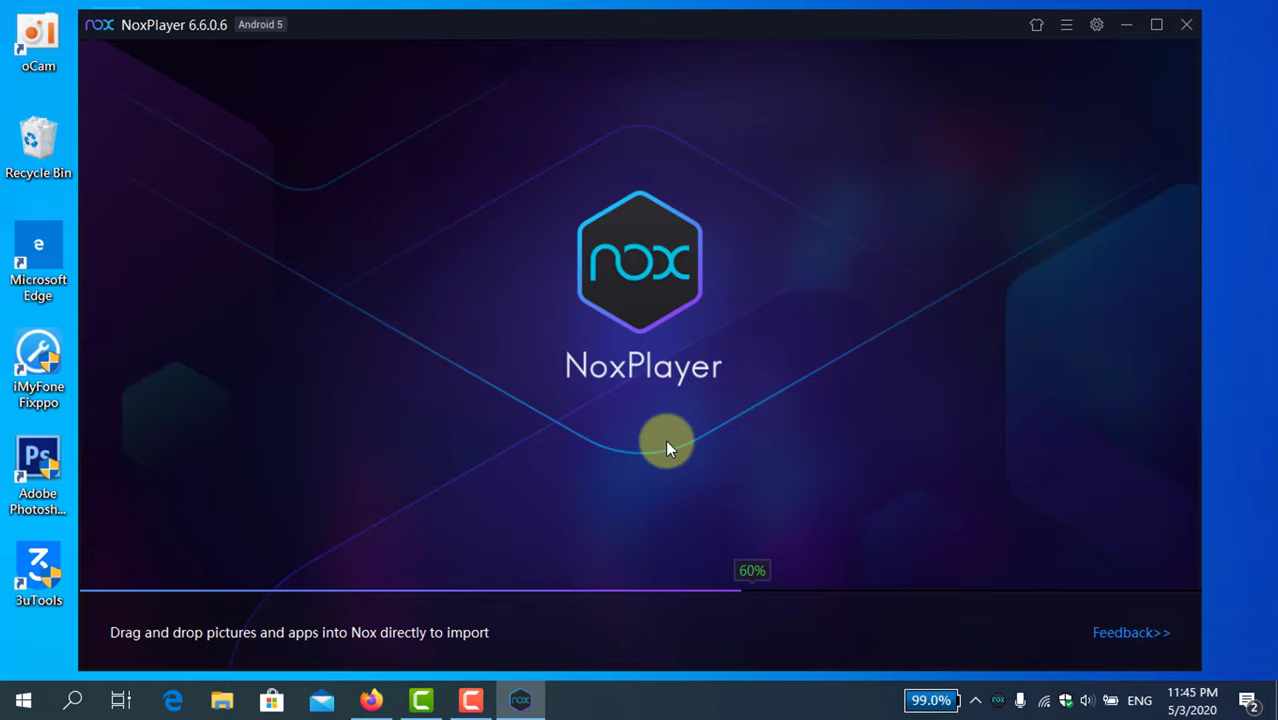 NoxPlayer 6.6.0.6 Android 5
oCam
Recycle Bin
e
Microsoft
Edge
iMyFone
Fixppo
Ps
Adobe
Photosh...
3uTools
nox
nox
NoxPlayer
60%
Drag and drop pictures and apps into Nox directly to import
Feedback>>
99.0%
ENG
11:45 PM
5/3/2020
2